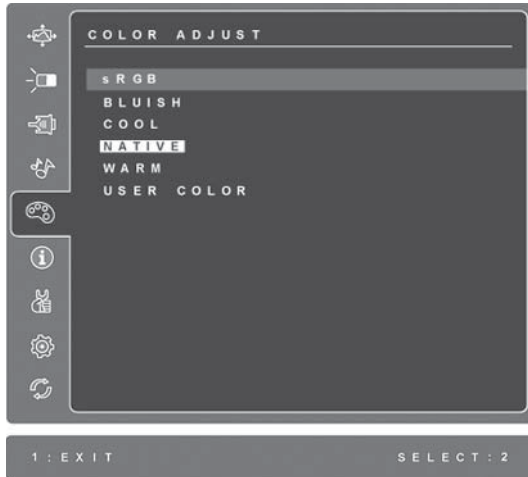 COLOR ADJUST
sRGB
BLUISH
COOL
NATIVE
WARM
USER COLOR
1:EXIT SELECT:2